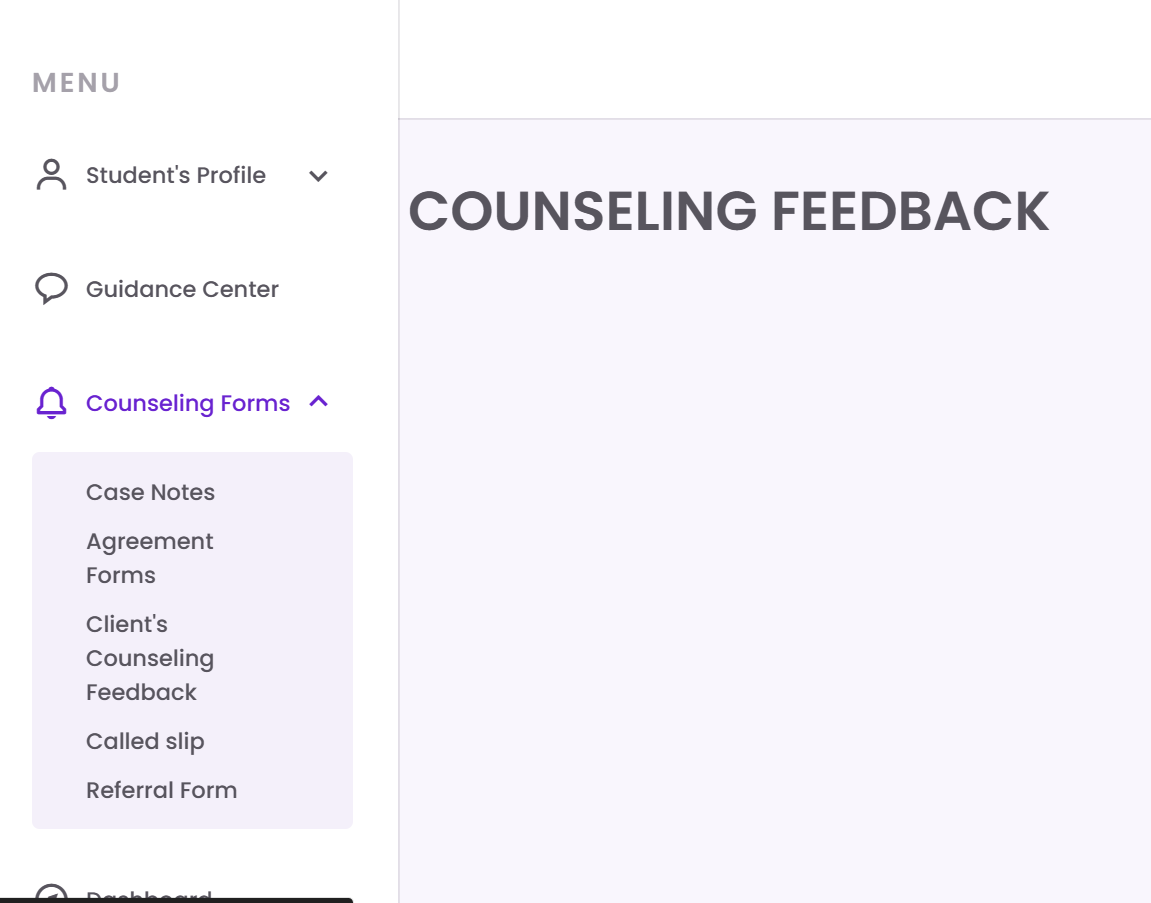 MENU
Student's Profile
Guidance Center
Counseling Forms
Case Notes
Agreement
Forms
Client's
Counseling
Feedback
Called slip
Referral Form
Dashboard
COUNSELING FEEDBACK